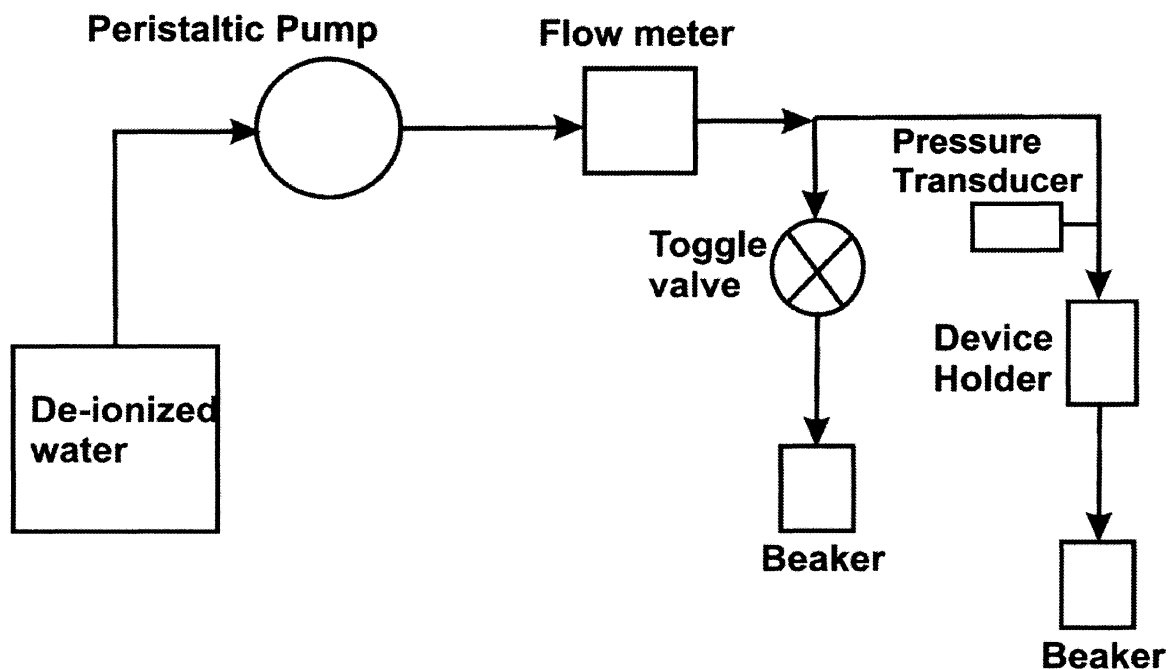 Peristaltic Pump
Flow meter
Pressure
Transducer
Toggle
valve
Device
Holder
De-ionized
water
Beaker
Beaker